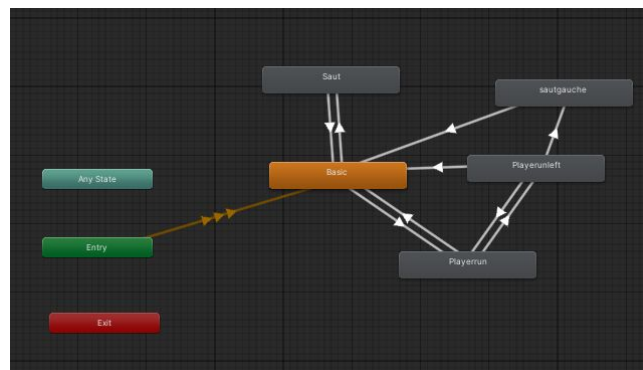 Saut
sautgauche
Basic
Playerunleft
Any State
Entry
Playerrun
Exit